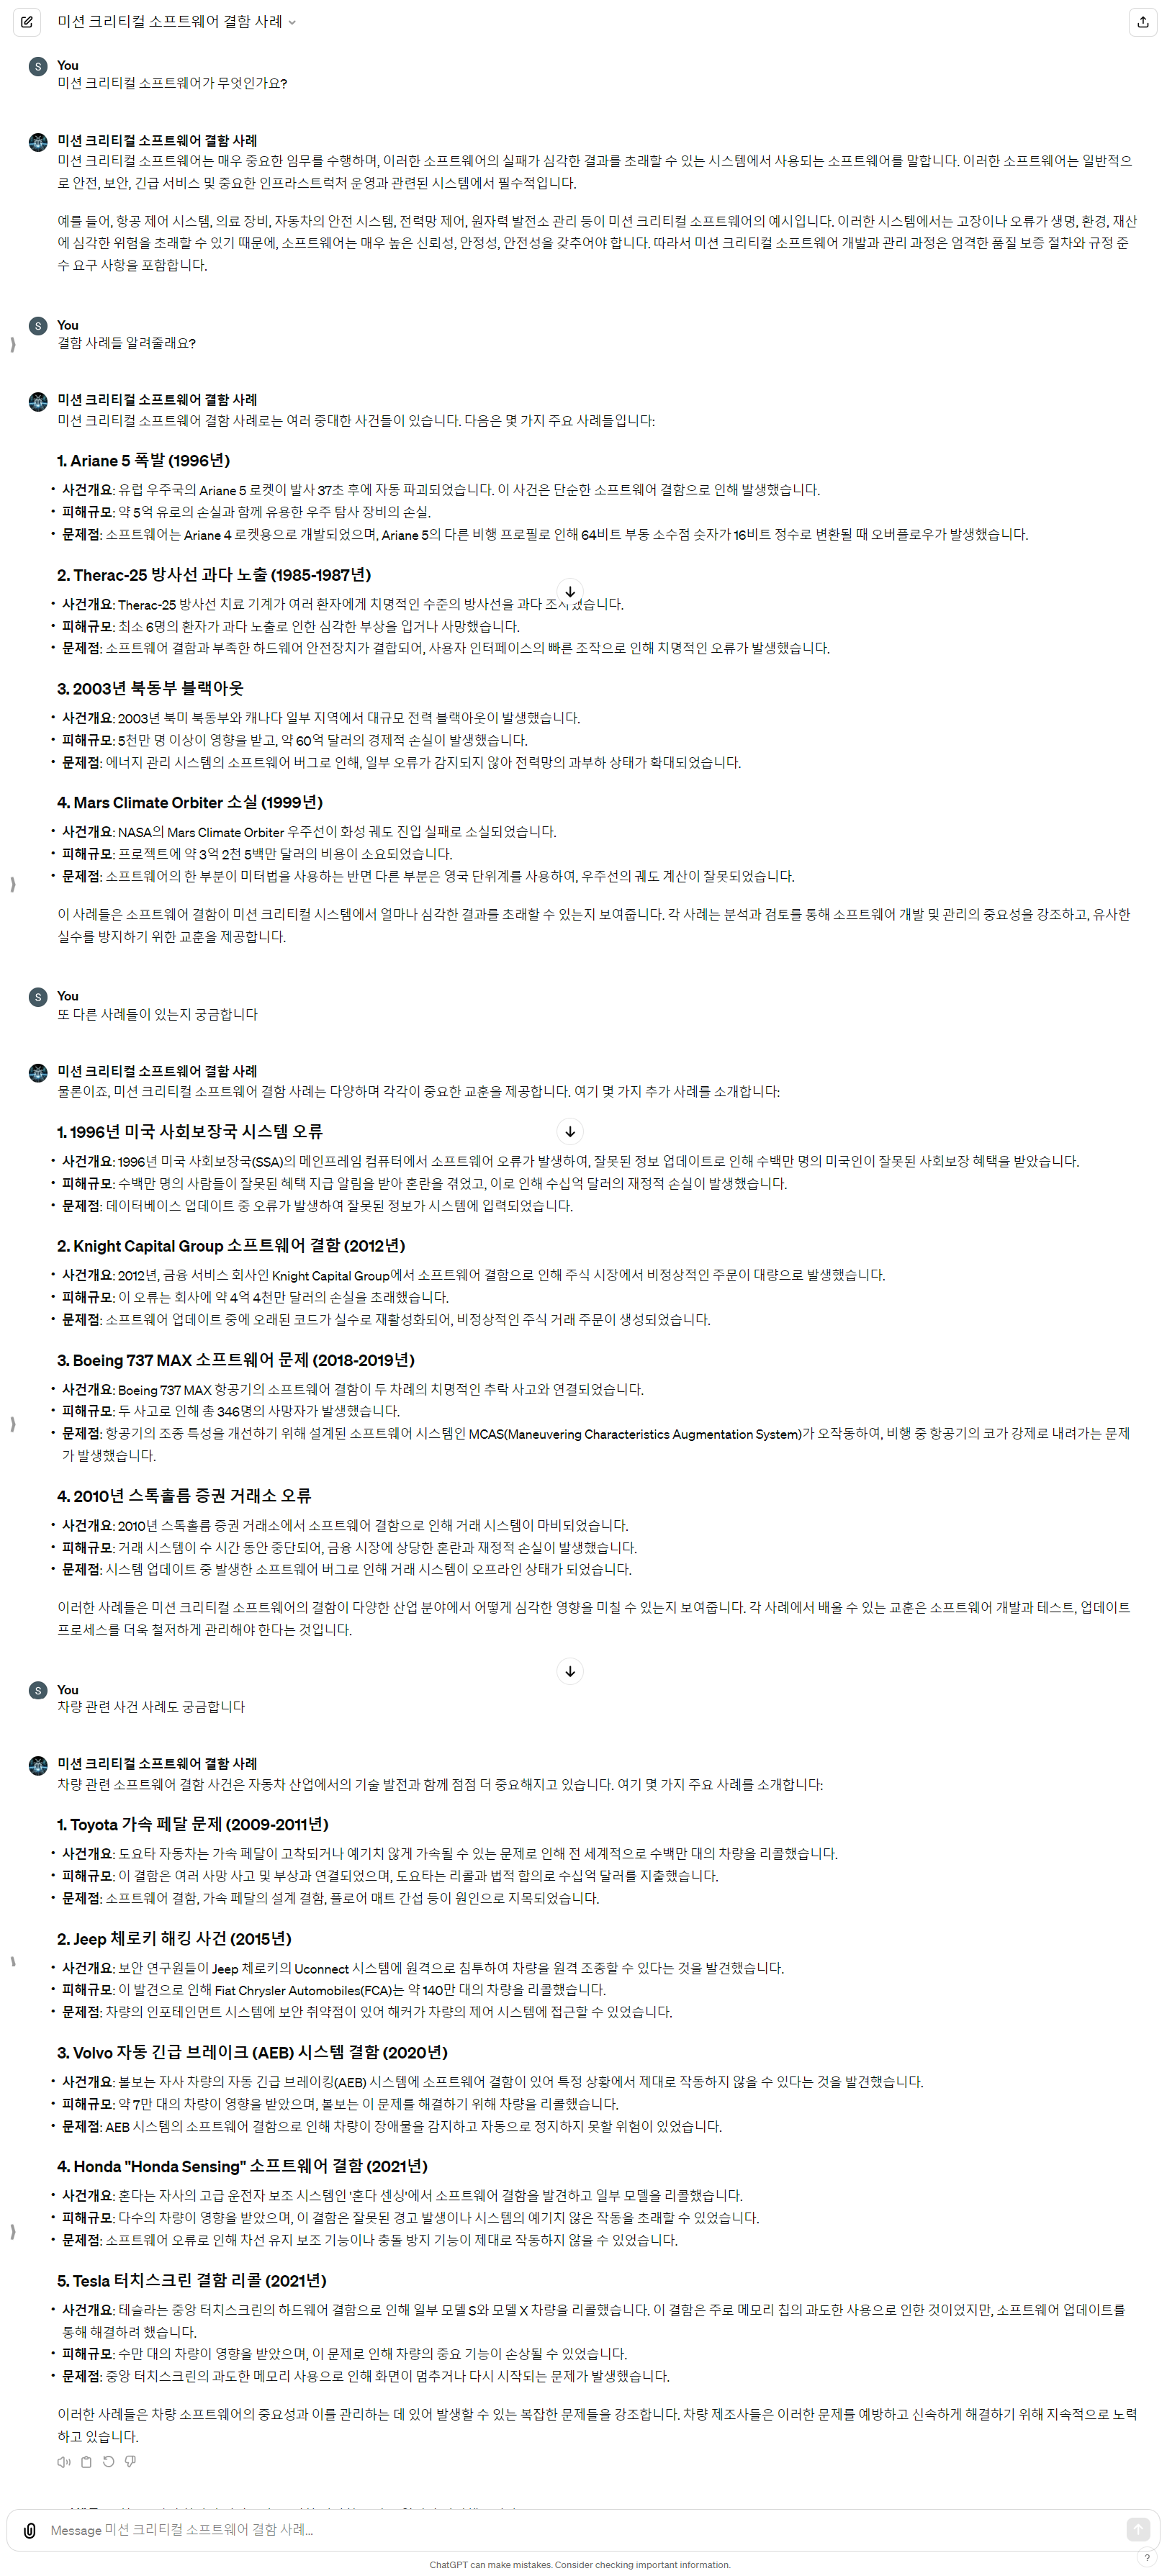 미션 크리티컬 소프트웨어 결함 사례
S
You
미션 크리티컬 소프트웨어가 무엇인가요?
미션 크리티컬 소프트웨어 결함 사례
미션 크리티컬 소프트웨어는 매우 중요한 임무를 수행하며, 이러한 소프트웨어의 실패가 심각한 결과를 초래할 수 있는 시스템에서 사용되는 소프트웨어를 말합니다. 이러한 소프트웨어는 일반적으
로 안전, 보안, 긴급 서비스 및 중요한 인프라스트럭처 운영과 관련된 시스템에서 필수적입니다.
예를 들어, 항공 제어 시스템, 의료 장비, 자동차의 안전 시스템, 전력망 제어, 원자력 발전소 관리 등이 미션 크리티컬 소프트웨어의 예시입니다. 이러한 시스템에서는 고장이나 오류가 생명, 환경, 재산
에 심각한 위험을 초래할 수 있기 때문에, 소프트웨어는 매우 높은 신뢰성, 안정성, 안전성을 갖추어야 합니다. 따라서 미션 크리티컬 소프트웨어 개발과 관리 과정은 엄격한 품질 보증 절차와 규정 준
수 요구 사항을 포함합니다.
S
You
결함 사례들 알려줄래요?
미션 크리티컬 소프트웨어 결함 사례
미션 크리티컬 소프트웨어 결함 사례로는 여러 중대한 사건들이 있습니다. 다음은 몇 가지 주요 사례들입니다:
1. Ariane 5 폭발 (1996년)
• 사건개요: 유럽 우주국의 Ariane 5 로켓이 발사 37초 후에 자동 파괴되었습니다. 이 사건은 단순한 소프트웨어 결함으로 인해 발생했습니다.
• 피해규모: 약 5억 유로의 손실과 함께 유용한 우주 탐사 장비의 손실.
• 문제점: 소프트웨어는 Ariane 4 로켓용으로 개발되었으며, Ariane 5의 다른 비행 프로필로 인해 64비트 부동 소수점 숫자가 16비트 정수로 변환될 때 오버플로우가 발생했습니다.
2. Therac-25 방사선 과다 노출 (1985-1987년)
• 사건개요: Therac-25 방사선 치료 기계가 여러 환자에게 치명적인 수준의 방사선을 과다 조사했습니다.
• 피해규모: 최소 6명의 환자가 과다 노출로 인한 심각한 부상을 입거나 사망했습니다.
• 문제점: 소프트웨어 결함과 부족한 하드웨어 안전장치가 결합되어, 사용자 인터페이스의 빠른 조작으로 인해 치명적인 오류가 발생했습니다.
3. 2003년 북동부 블랙아웃
• 사건개요: 2003년 북미 북동부와 캐나다 일부 지역에서 대규모 전력 블랙아웃이 발생했습니다.
• 피해규모: 5천만 명 이상이 영향을 받고, 약 60억 달러의 경제적 손실이 발생했습니다.
• 문제점: 에너지 관리 시스템의 소프트웨어 버그로 인해, 일부 오류가 감지되지 않아 전력망의 과부하 상태가 확대되었습니다.
4. Mars Climate Orbiter 소실 (1999년)
• 사건개요: NASA의 Mars Climate Orbiter 우주선이 화성 궤도 진입 실패로 소실되었습니다.
• 피해규모: 프로젝트에 약 3억 2천 5백만 달러의 비용이 소요되었습니다.
• 문제점: 소프트웨어의 한 부분이 미터법을 사용하는 반면 다른 부분은 영국 단위계를 사용하여, 우주선의 궤도 계산이 잘못되었습니다.
이 사례들은 소프트웨어 결함이 미션 크리티컬 시스템에서 얼마나 심각한 결과를 초래할 수 있는지 보여줍니다. 각 사례는 분석과 검토를 통해 소프트웨어 개발 및 관리의 중요성을 강조하고, 유사한
실수를 방지하기 위한 교훈을 제공합니다.
S
You
또 다른 사례들이 있는지 궁금합니다
미션 크리티컬 소프트웨어 결함 사례
물론이죠, 미션 크리티컬 소프트웨어 결함 사례는 다양하며 각각이 중요한 교훈을 제공합니다. 여기 몇 가지 추가 사례를 소개합니다:
1. 1996년 미국 사회보장국 시스템 오류
• 사건개요: 1996년 미국 사회보장국(SSA)의 메인프레임 컴퓨터에서 소프트웨어 오류가 발생하여, 잘못된 정보 업데이트로 인해 수백만 명의 미국인이 잘못된 사회보장 혜택을 받았습니다.
• 피해규모: 수백만 명의 사람들이 잘못된 혜택 지급 알림을 받아 혼란을 겪었고, 이로 인해 수십억 달러의 재정적 손실이 발생했습니다.
• 문제점: 데이터베이스 업데이트 중 오류가 발생하여 잘못된 정보가 시스템에 입력되었습니다.
2. Knight Capital Group 소프트웨어 결함 (2012년)
• 사건개요: 2012년, 금융 서비스 회사인 Knight Capital Group에서 소프트웨어 결함으로 인해 주식 시장에서 비정상적인 주문이 대량으로 발생했습니다.
• 피해규모: 이 오류는 회사에 약 4억 4천만 달러의 손실을 초래했습니다.
• 문제점: 소프트웨어 업데이트 중에 오래된 코드가 실수로 재활성화되어, 비정상적인 주식 거래 주문이 생성되었습니다.
3. Boeing 737 MAX 소프트웨어 문제 (2018-2019년)
• 사건개요: Boeing 737 MAX 항공기의 소프트웨어 결함이 두 차례의 치명적인 추락 사고와 연결되었습니다.
• 피해규모: 두 사고로 인해 총 346명의 사망자가 발생했습니다.
• 문제점: 항공기의 조종 특성을 개선하기 위해 설계된 소프트웨어 시스템인 MCAS(Maneuvering Characteristics Augmentation System)가 오작동하여, 비행 중 항공기의 코가 강제로 내려가는 문제
가 발생했습니다.
4. 2010년 스톡홀름 증권 거래소 오류
• 사건개요: 2010년 스톡홀름 증권 거래소에서 소프트웨어 결함으로 인해 거래 시스템이 마비되었습니다.
• 피해규모: 거래 시스템이 수 시간 동안 중단되어, 금융 시장에 상당한 혼란과 재정적 손실이 발생했습니다.
• 문제점: 시스템 업데이트 중 발생한 소프트웨어 버그로 인해 거래 시스템이 오프라인 상태가 되었습니다.
이러한 사례들은 미션 크리티컬 소프트웨어의 결함이 다양한 산업 분야에서 어떻게 심각한 영향을 미칠 수 있는지 보여줍니다. 각 사례에서 배울 수 있는 교훈은 소프트웨어 개발과 테스트, 업데이트
프로세스를 더욱 철저하게 관리해야 한다는 것입니다.
S
You
차량 관련 사건 사례도 궁금합니다
미션 크리티컬 소프트웨어 결함 사례
차량 관련 소프트웨어 결함 사건은 자동차 산업에서의 기술 발전과 함께 점점 더 중요해지고 있습니다. 여기 몇 가지 주요 사례를 소개합니다:
1. Toyota 가속 페달 문제 (2009-2011년)
• 사건개요: 도요타 자동차는 가속 페달이 고착되거나 예기치 않게 가속될 수 있는 문제로 인해 전 세계적으로 수백만 대의 차량을 리콜했습니다.
• 피해규모: 이 결함은 여러 사망 사고 및 부상과 연결되었으며, 도요타는 리콜과 법적 합의로 수십억 달러를 지출했습니다.
• 문제점: 소프트웨어 결함, 가속 페달의 설계 결함, 플로어 매트 간섭 등이 원인으로 지목되었습니다.
2. Jeep 체로키 해킹 사건 (2015년)
• 사건개요: 보안 연구원들이 Jeep 체로키의 Uconnect 시스템에 원격으로 침투하여 차량을 원격 조종할 수 있다는 것을 발견했습니다.
• 피해규모: 이 발견으로 인해 Fiat Chrysler Automobiles(FCA)는 약 140만 대의 차량을 리콜했습니다.
• 문제점: 차량의 인포테인먼트 시스템에 보안 취약점이 있어 해커가 차량의 제어 시스템에 접근할 수 있었습니다.
3. Volvo 자동 긴급 브레이크 (AEB) 시스템 결함 (2020년)
• 사건개요: 볼보는 자사 차량의 자동 긴급 브레이킹(AEB) 시스템에 소프트웨어 결함이 있어 특정 상황에서 제대로 작동하지 않을 수 있다는 것을 발견했습니다.
• 피해규모: 약 7만 대의 차량이 영향을 받았으며, 볼보는 이 문제를 해결하기 위해 차량을 리콜했습니다.
• 문제점: AEB 시스템의 소프트웨어 결함으로 인해 차량이 장애물을 감지하고 자동으로 정지하지 못할 위험이 있었습니다.
4. Honda "Honda Sensing" 소프트웨어 결함 (2021년)
• 사건개요: 혼다는 자사의 고급 운전자 보조 시스템인 '혼다 센싱'에서 소프트웨어 결함을 발견하고 일부 모델을 리콜했습니다.
• 피해규모: 다수의 차량이 영향을 받았으며, 이 결함은 잘못된 경고 발생이나 시스템의 예기치 않은 작동을 초래할 수 있었습니다.
• 문제점: 소프트웨어 오류로 인해 차선 유지 보조 기능이나 충돌 방지 기능이 제대로 작동하지 않을 수 있었습니다.
5. Tesla 터치스크린 결함 리콜 (2021년)
• 사건개요: 테슬라는 중앙 터치스크린의 하드웨어 결함으로 인해 일부 모델 S와 모델 X 차량을 리콜했습니다. 이 결함은 주로 메모리 칩의 과도한 사용으로 인한 것이었지만, 소프트웨어 업데이트를
통해 해결하려 했습니다.
• 피해규모: 수만 대의 차량이 영향을 받았으며, 이 문제로 인해 차량의 중요 기능이 손상될 수 있었습니다.
• 문제점: 중앙 터치스크린의 과도한 메모리 사용으로 인해 화면이 멈추거나 다시 시작되는 문제가 발생했습니다.
이러한 사례들은 차량 소프트웨어의 중요성과 이를 관리하는 데 있어 발생할 수 있는 복잡한 문제들을 강조합니다. 차량 제조사들은 이러한 문제를 예방하고 신속하게 해결하기 위해 지속적으로 노력
하고 있습니다.
Message 미션 크리티컬 소프트웨어 결함 사례...
?
ChatGPT can make mistakes. Consider checking important information.